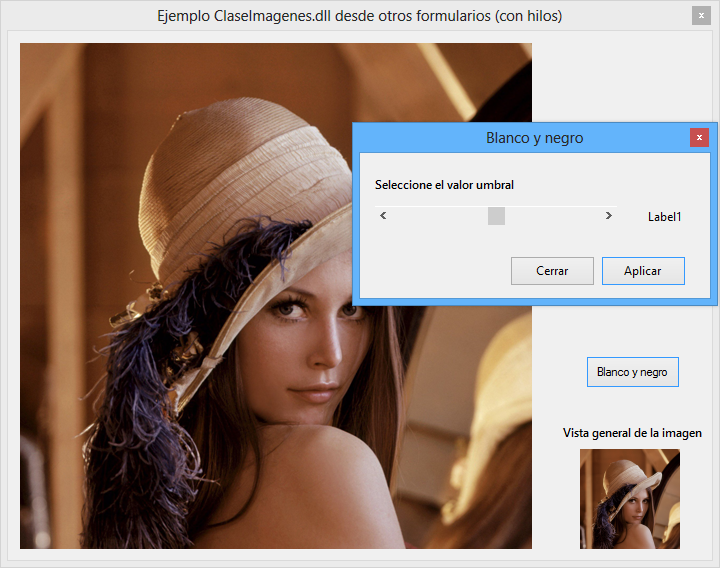 Ejemplo ClaseImagenes.dll desde otros formularios (con hilos)
x
Blanco y negro
x
Seleccione el valor umbral
< > Label1
Cerrar Aplicar
Blanco y negro
Vista general de la imagen